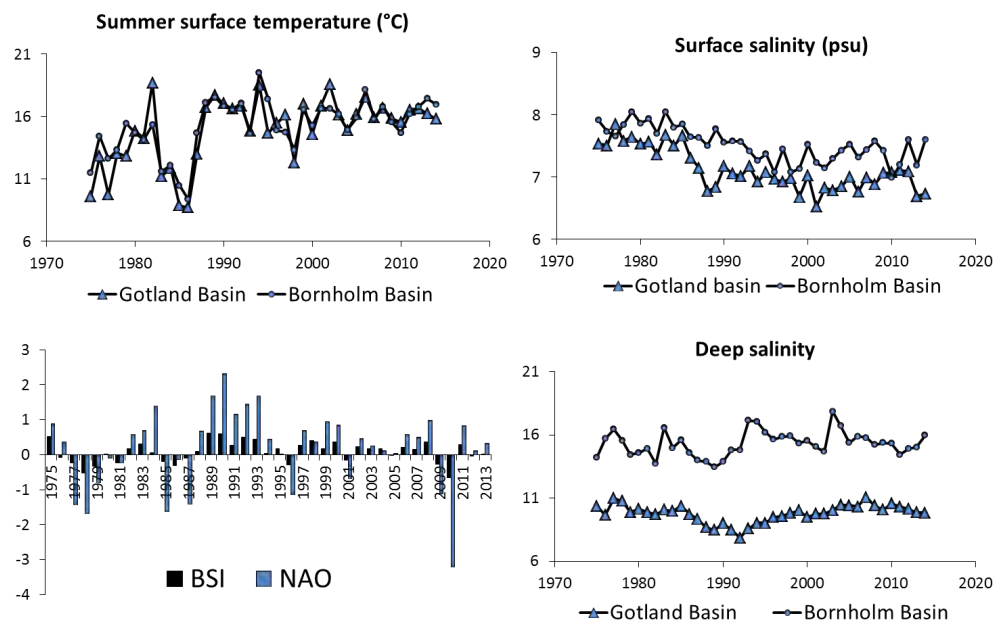 Summer surface temperature (°C)
21
16
11
6
1970 1980 1990 2000 2010 2020
Gotland Basin Bornholm Basin
Surface salinity (psu)
9
8
7
6
1970 1980 1990 2000 2010 2020
Gotland basin Bornholm Basin
3
2
1
0
-1
-2
-3
-4
1975 1977 1979 1981 1983 1985 1987 1989 1991 1993 1995 1997 1999 2001 2003 2005 2007 2009 2011 2013
BSI NAO
Deep salinity
21
16
11
6
1970 1980 1990 2000 2010 2020
Gotland Basin Bornholm Basin